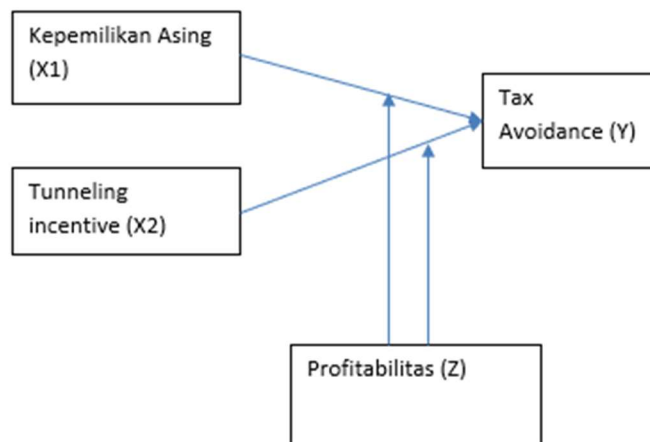 Kepemilikan Asing
(X1)
Tax
Avoidance (Y)
Tunneling
incentive (X2)
Profitabilitas (Z)